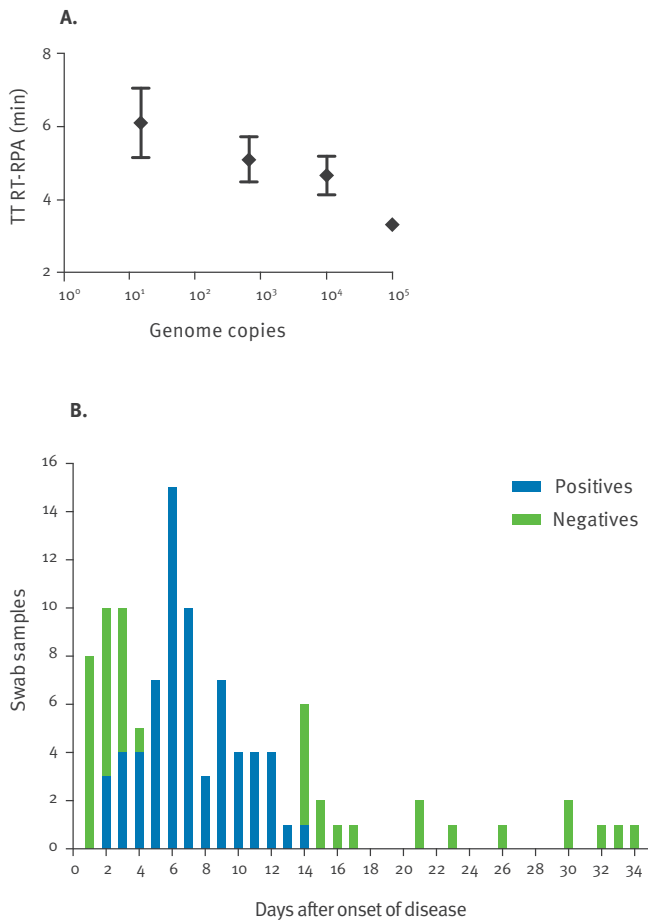 A.
8
6
4
2
TT RT-RPA (min)
10⁰ 10¹ 10² 10³ 10⁴ 10⁵
Genome copies
B.
16
14
12
10
8
6
4
2
0
Swab samples
Positives
Negatives
0 2 4 6 8 10 12 14 16 18 20 22 24 26 28 30 32 34
Days after onset of disease